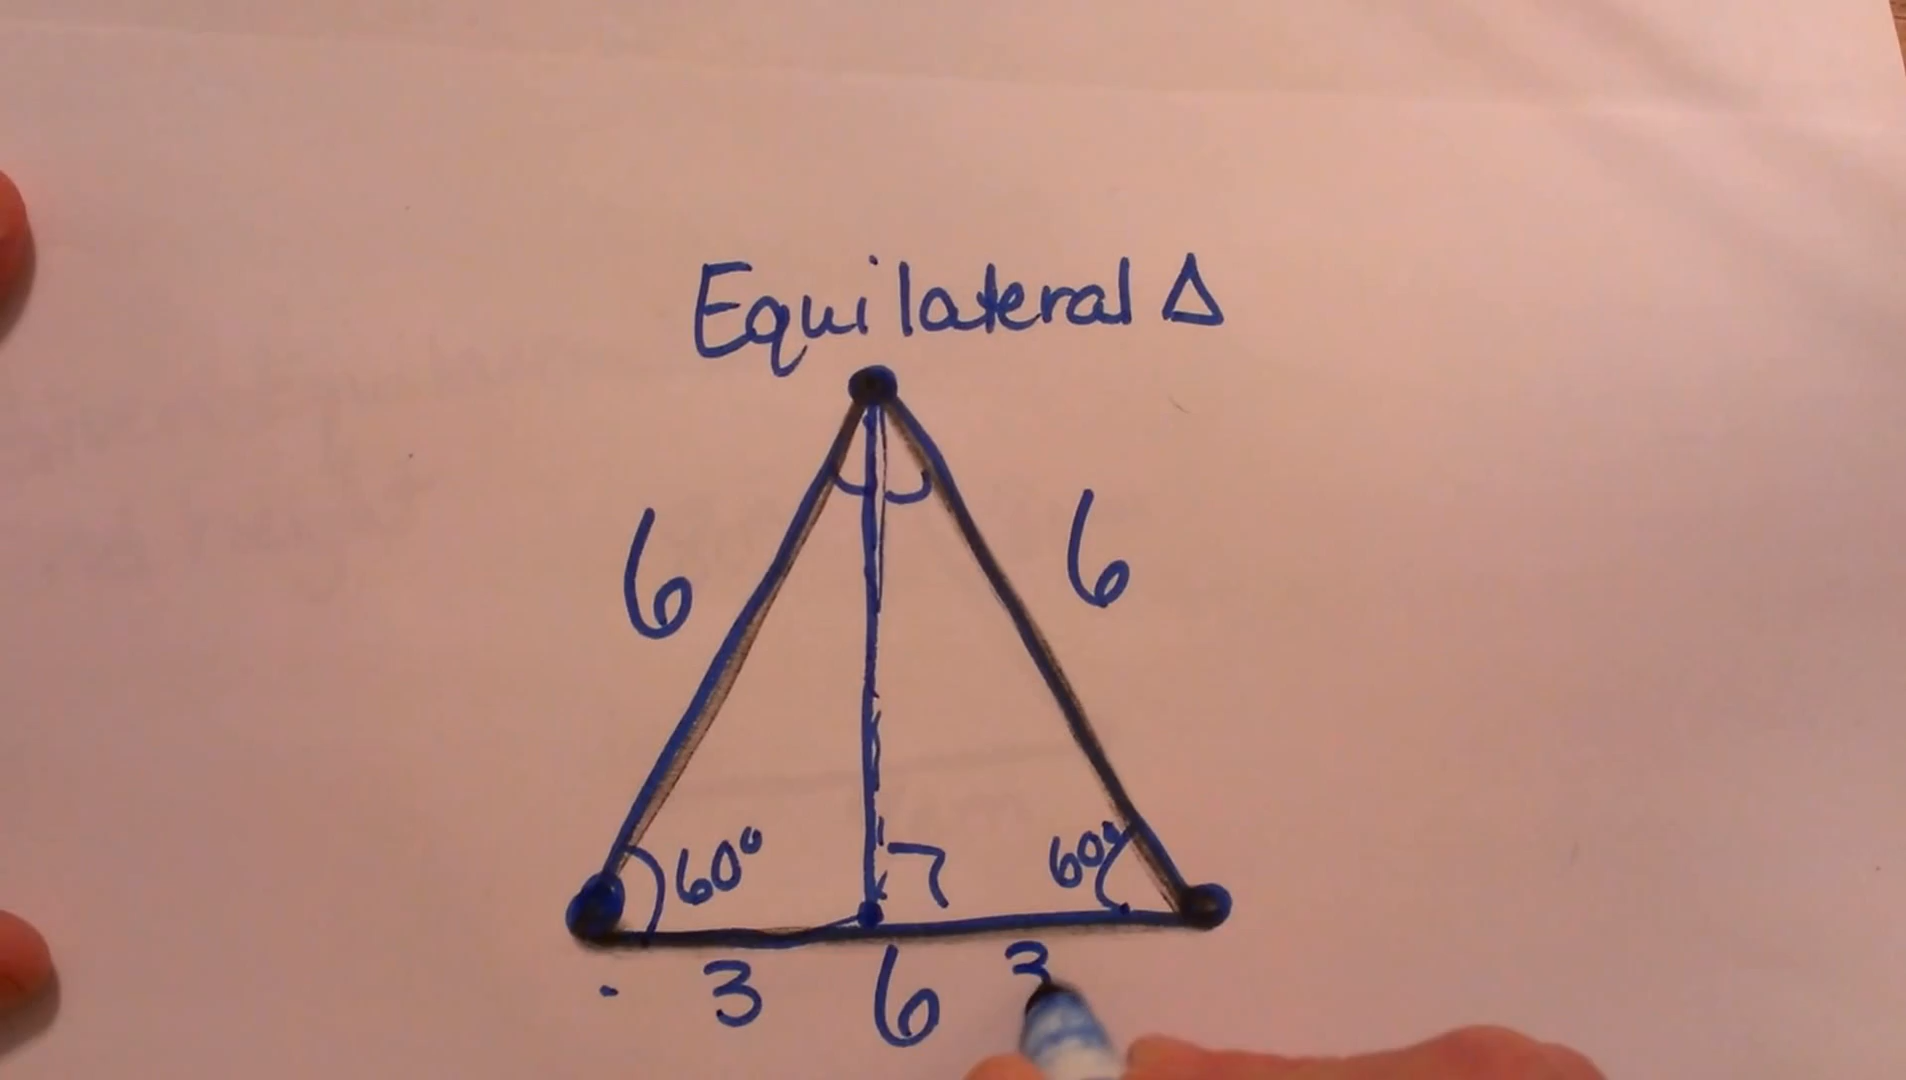 Equilateral Δ
6
6
60° 60°
3 6 3